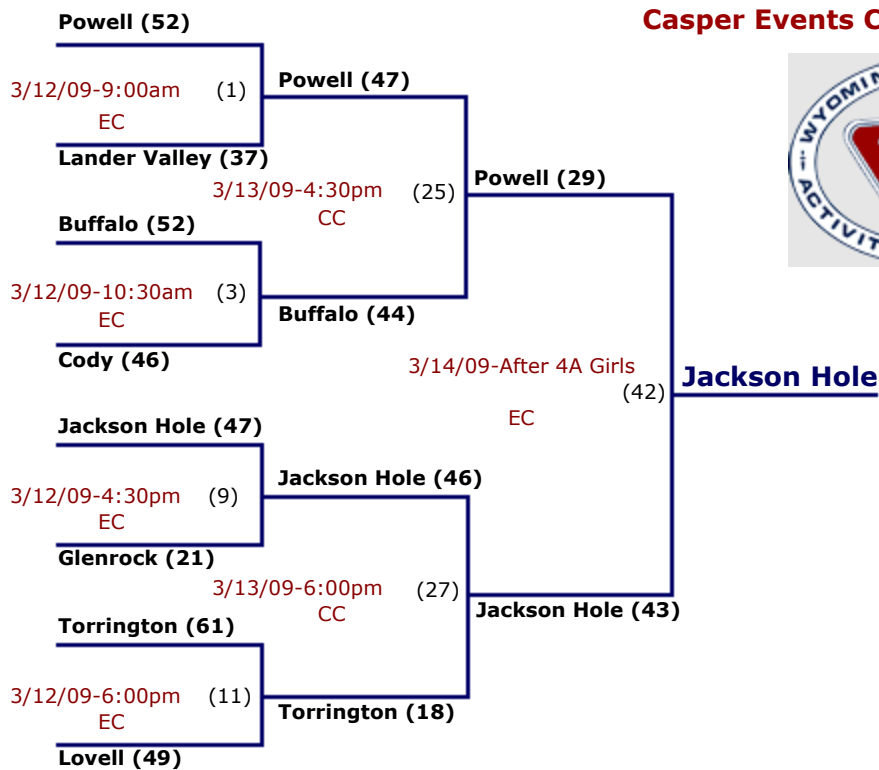 Powell (52)
Casper Events C
3/12/09-9:00am (1)
EC
Powell (47)
Lander Valley (37)
3/13/09-4:30pm (25)
CC
Powell (29)
Buffalo (52)
3/12/09-10:30am (3)
EC
Buffalo (44)
Cody (46)
3/14/09-After 4A Girls
(42)
EC
Jackson Hole
Jackson Hole (47)
3/12/09-4:30pm (9)
EC
Jackson Hole (46)
Glenrock (21)
3/13/09-6:00pm (27)
CC
Jackson Hole (43)
Torrington (61)
3/12/09-6:00pm (11)
EC
Torrington (18)
Lovell (49)
WYOMIN
ACTIVIT